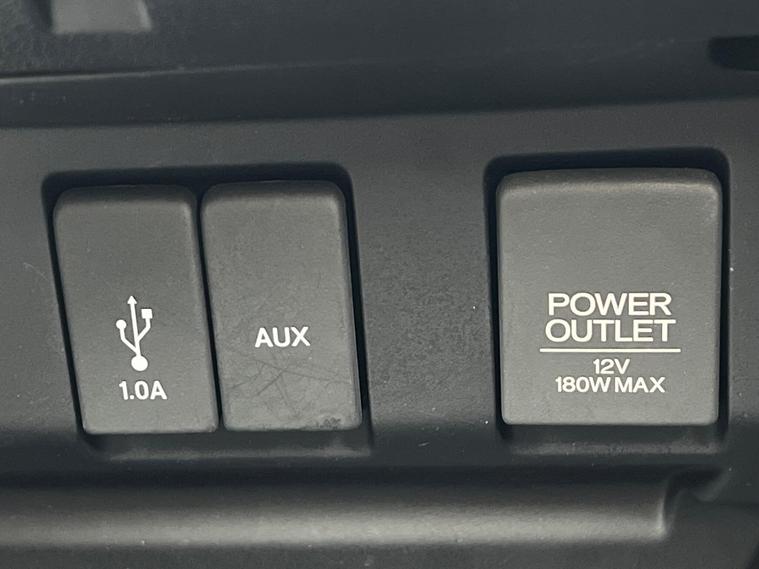 1.0A
AUX
POWER
OUTLET
12V
180W MAX